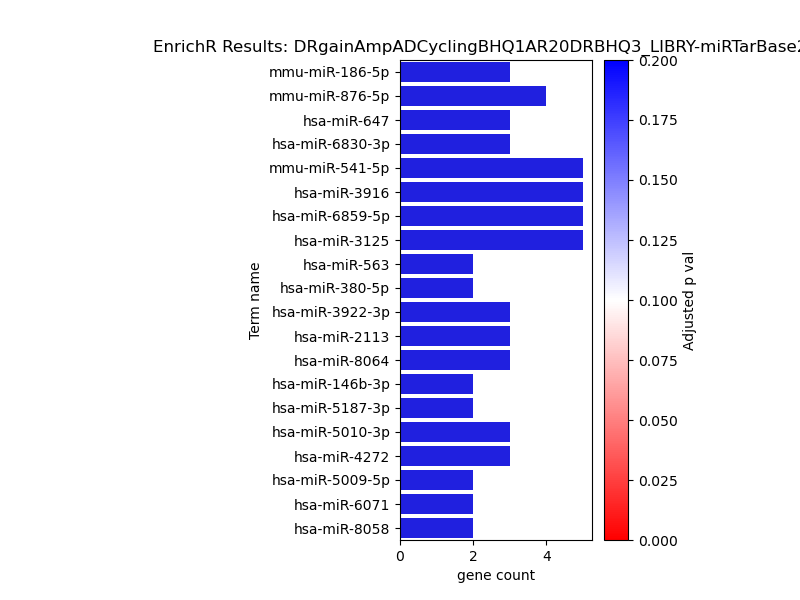 EnrichR Results: DRgainAmpADCyclingBHQ1AR20DRBHQ3_LIBRY-miRTarBase2
mmu-miR-186-5p
mmu-miR-876-5p
hsa-miR-647
hsa-miR-6830-3p
mmu-miR-541-5p
hsa-miR-3916
hsa-miR-6859-5p
hsa-miR-3125
hsa-miR-563
hsa-miR-380-5p
hsa-miR-3922-3p
hsa-miR-2113
hsa-miR-8064
hsa-miR-146b-3p
hsa-miR-5187-3p
hsa-miR-5010-3p
hsa-miR-4272
hsa-miR-5009-5p
hsa-miR-6071
hsa-miR-8058
Term name
0 2 4
gene count
0.200
0.175
0.150
0.125
0.100
0.075
0.050
0.025
0.000
Adjusted p val